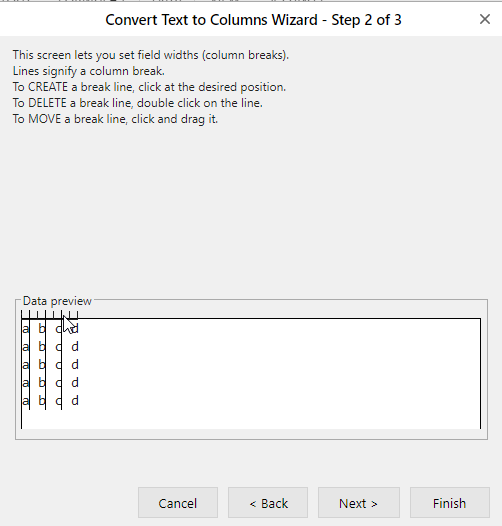 Convert Text to Columns Wizard - Step 2 of 3
This screen lets you set field widths (column breaks).
Lines signify a column break.
To CREATE a break line, click at the desired position.
To DELETE a break line, double click on the line.
To MOVE a break line, click and drag it.
Data preview
a b c d
a b c d
a b c d
a b c d
a b c d
Cancel < Back Next > Finish